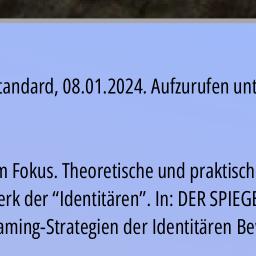 tandard, 08.01.2024. Aufzurufen unt
m Fokus. Theoretische und praktisch
erk der “Identitären”. In: DER SPIEGE
aming-Strategien der Identitären Be